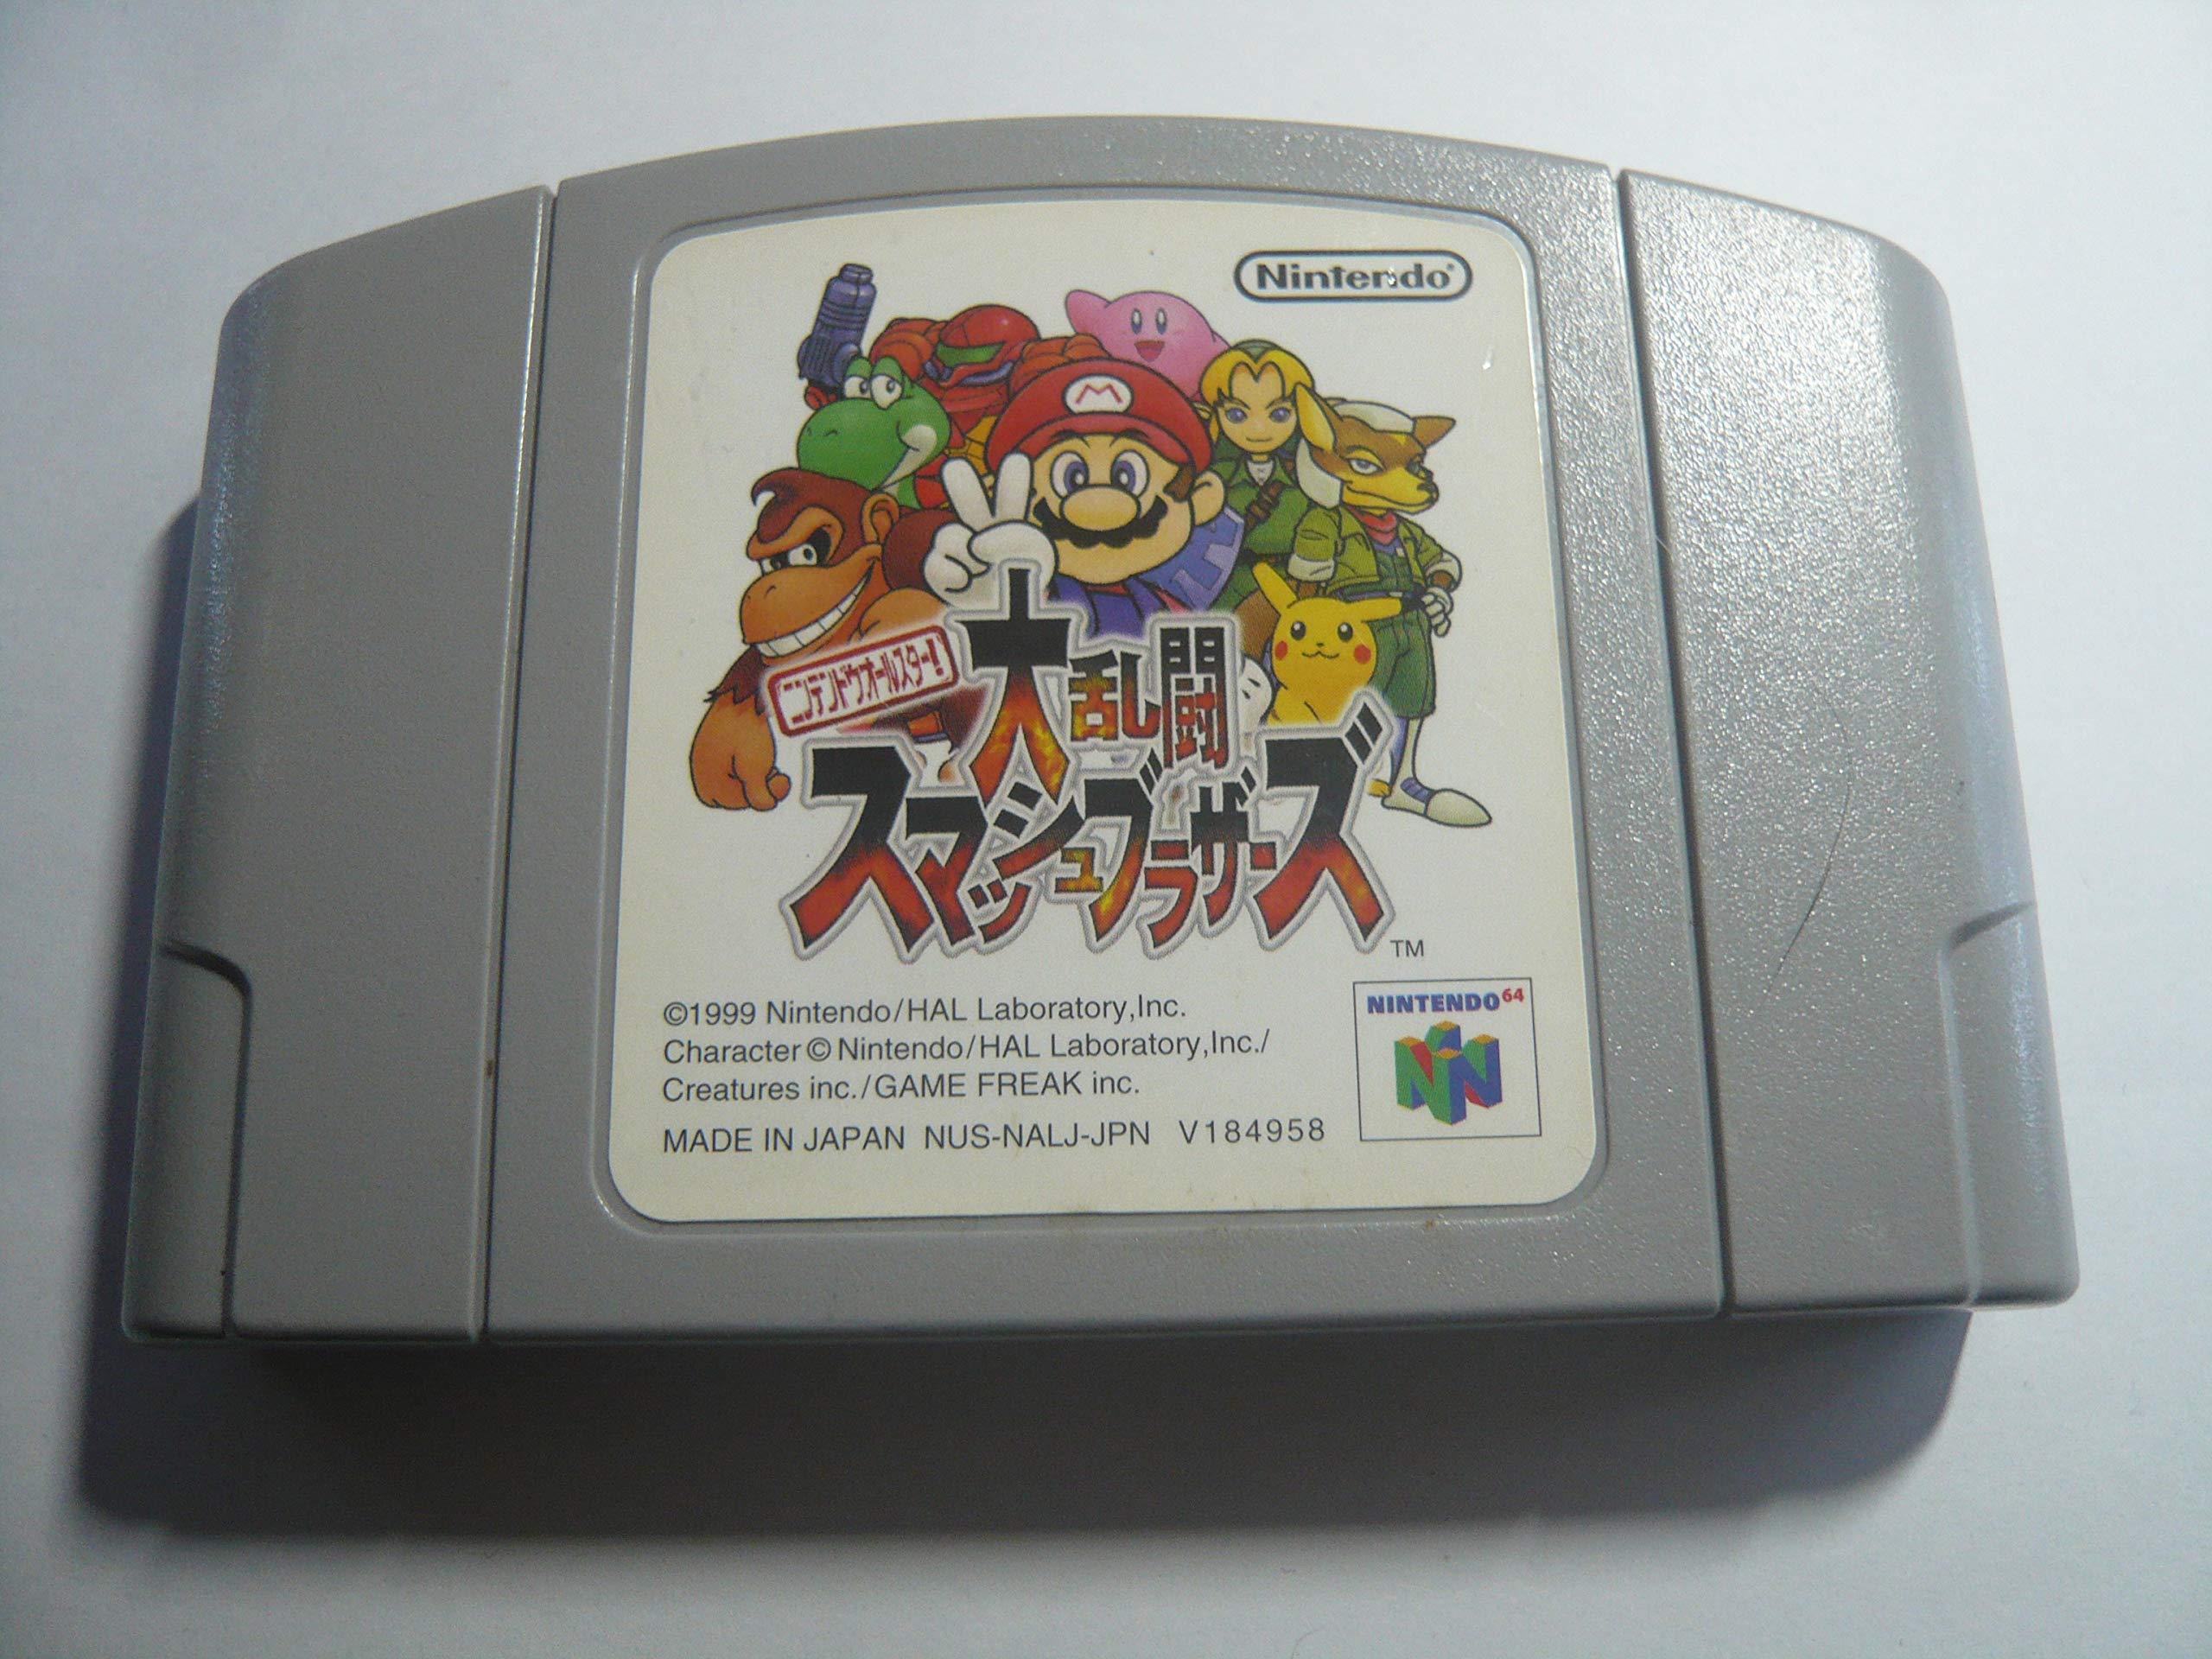 Nintendo®
M
ニンテンドウオールスター!
大乱闘
スマッシュブラザーズ
TM
©1999 Nintendo/HAL Laboratory,Inc.
Character©Nintendo/HAL Laboratory,Inc./
Creatures inc./GAME FREAK inc.
MADE IN JAPAN NUS-NALJ-JPN V184958
NINTENDO64